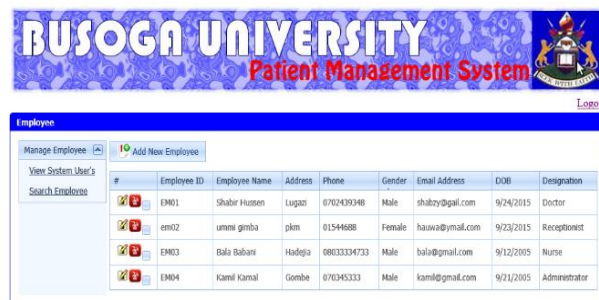 BUSOGA UNIVERSITY
Patient Management System
Logo
Employee
Manage Employee
Add New Employee
View System User's
Search Employee
# Employee ID Employee Name Address Phone Gender Email Address DOB Designation
EM01 Shabir Hussen Lugazi 0702439348 Male shabzy@gail.com 9/24/2015 Doctor
em02 ummi gimba pkm 01544688 Female hauwa@ymail.com 9/23/2015 Receptionist
EM03 Bala Babani Hadejia 08033334733 Male bala@gmail.com 9/12/2005 Nurse
EM04 Kamil Kamal Gombe 070345333 Male kamil@gmail.com 9/21/2005 Administrator